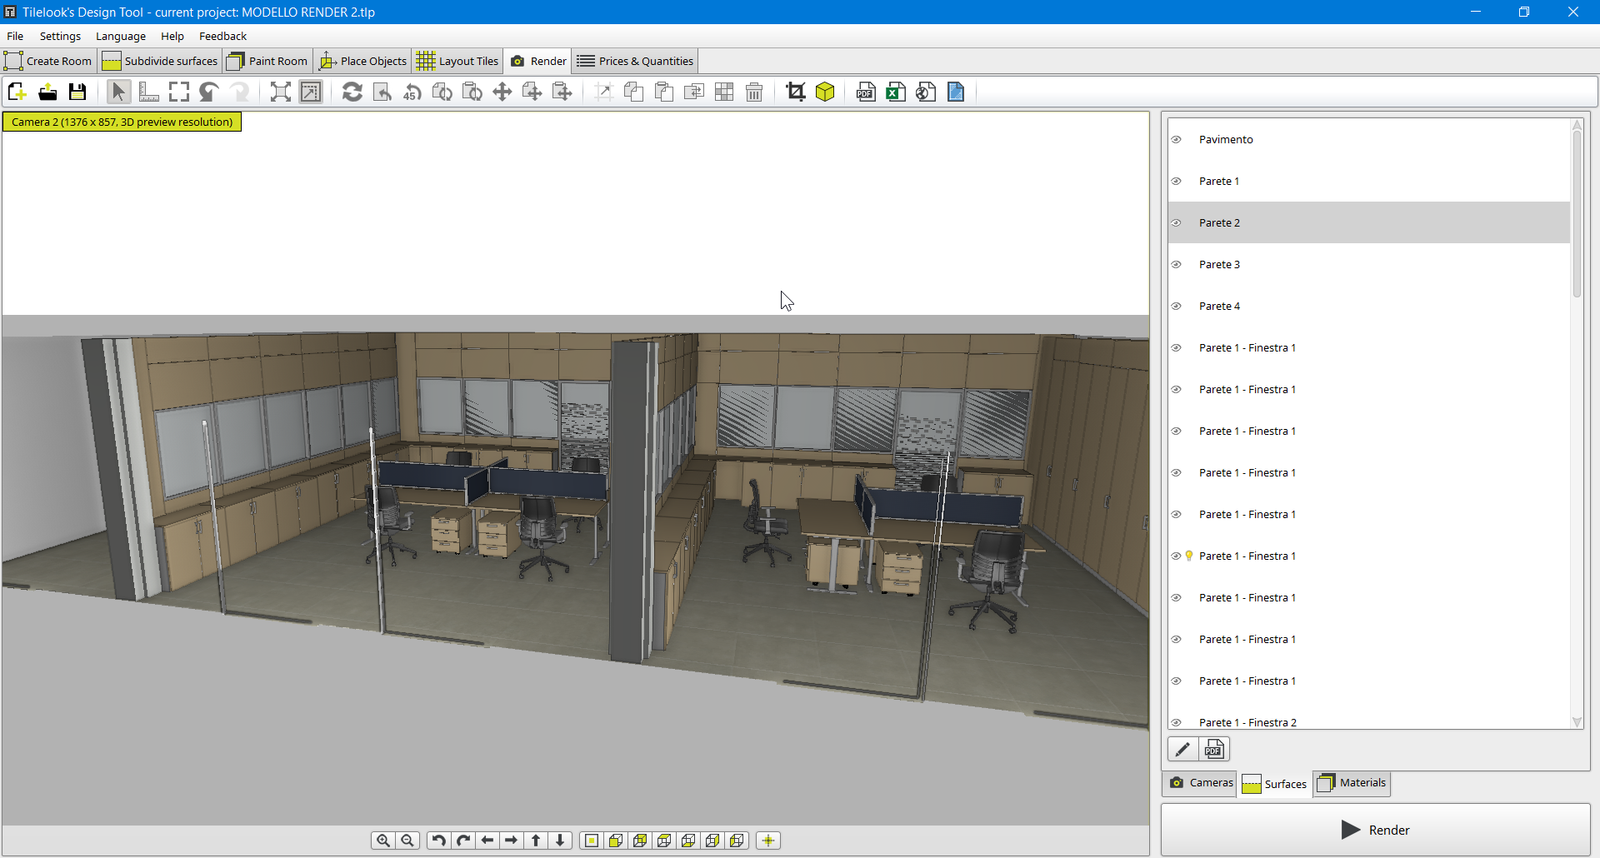 Tilelook's Design Tool - current project: MODELLO RENDER 2.tlp
File Settings Language Help Feedback
Create Room Subdivide surfaces Paint Room Place Objects Layout Tiles Render Prices & Quantities
45 PDF X
Camera 2 (1376 x 857, 3D preview resolution)
Pavimento
Parete 1
Parete 2
Parete 3
Parete 4
Parete 1 - Finestra 1
Parete 1 - Finestra 1
Parete 1 - Finestra 1
Parete 1 - Finestra 1
Parete 1 - Finestra 1
Parete 1 - Finestra 1
Parete 1 - Finestra 1
Parete 1 - Finestra 1
Parete 1 - Finestra 1
Parete 1 - Finestra 2
PDF
Cameras Surfaces Materials
Render